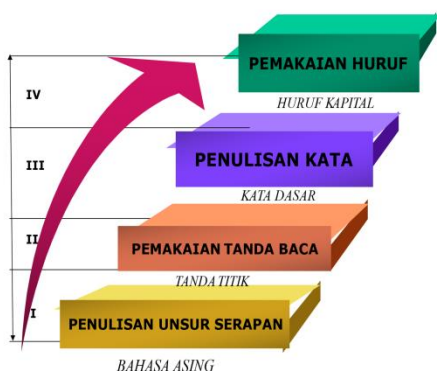 PEMAKAIAN HURUF
IV
HURUF KAPITAL
III
PENULISAN KATA
KATA DASAR
II
PEMAKAIAN TANDA BACA
TANDA TITIK
I
PENULISAN UNSUR SERAPAN
BAHASA ASING